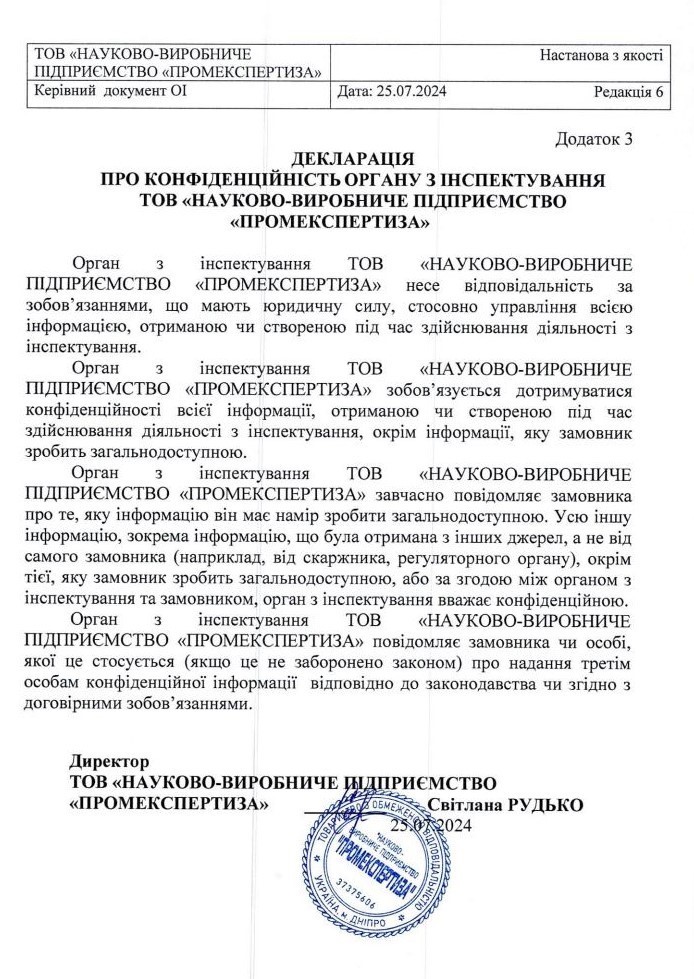 ТОВ «НАУКОВО-ВИРОБНИЧЕ
ПІДПРИЄМСТВО «ПРОМЕКСПЕРТИЗА»
Настанова з якості
Керівний документ ОІ
Дата: 25.07.2024
Редакція 6
Додаток 3
ДЕКЛАРАЦІЯ
ПРО КОНФІДЕНЦІЙНІСТЬ ОРГАНУ З ІНСПЕКТУВАННЯ
ТОВ «НАУКОВО-ВИРОБНИЧЕ ПІДПРИЄМСТВО
«ПРОМЕКСПЕРТИЗА»
Орган з інспектування ТОВ «НАУКОВО-ВИРОБНИЧЕ
ПІДПРИЄМСТВО «ПРОМЕКСПЕРТИЗА» несе відповідальність за
зобов’язаннями, що мають юридичну силу, стосовно управління всією
інформацією, отриманою чи створеною під час здійснювання діяльності з
інспектування.
Орган з інспектування ТОВ «НАУКОВО-ВИРОБНИЧЕ
ПІДПРИЄМСТВО «ПРОМЕКСПЕРТИЗА» зобов’язується дотримуватися
конфіденційності всієї інформації, отриманою чи створеною під час
здійснювання діяльності з інспектування, окрім інформації, яку замовник
зробить загальнодоступною.
Орган з інспектування ТОВ «НАУКОВО-ВИРОБНИЧЕ
ПІДПРИЄМСТВО «ПРОМЕКСПЕРТИЗА» завчасно повідомляє замовника
про те, яку інформацію він має намір зробити загальнодоступною. Усю іншу
інформацію, зокрема інформацію, що була отримана з інших джерел, а не від
самого замовника (наприклад, від скаржника, регуляторного органу), окрім
тієї, яку замовник зробить загальнодоступною, або за згодою між органом з
інспектування та замовником, орган з інспектування вважає конфіденційною.
Орган з інспектування ТОВ «НАУКОВО-ВИРОБНИЧЕ
ПІДПРИЄМСТВО «ПРОМЕКСПЕРТИЗА» повідомляє замовника чи особі,
якої це стосується (якщо це не заборонено законом) про надання третім
особам конфіденційної інформації відповідно до законодавства чи згідно з
договірними зобов’язаннями.
Директор
ТОВ «НАУКОВО-ВИРОБНИЧЕ ПІДПРИЄМСТВО
«ПРОМЕКСПЕРТИЗА»
Світлана РУДЬКО
25.07.2024
ТОВАРИСТВО З ОБМЕЖЕНОЮ ВІДПОВІДАЛЬНІСТЮ
"НАУКОВО-
ВИРОБНИЧЕ ПІДПРИЄМСТВО
"ПРОМЕКСПЕРТИЗА"
37375606
УКРАЇНА, м. ДНІПРО